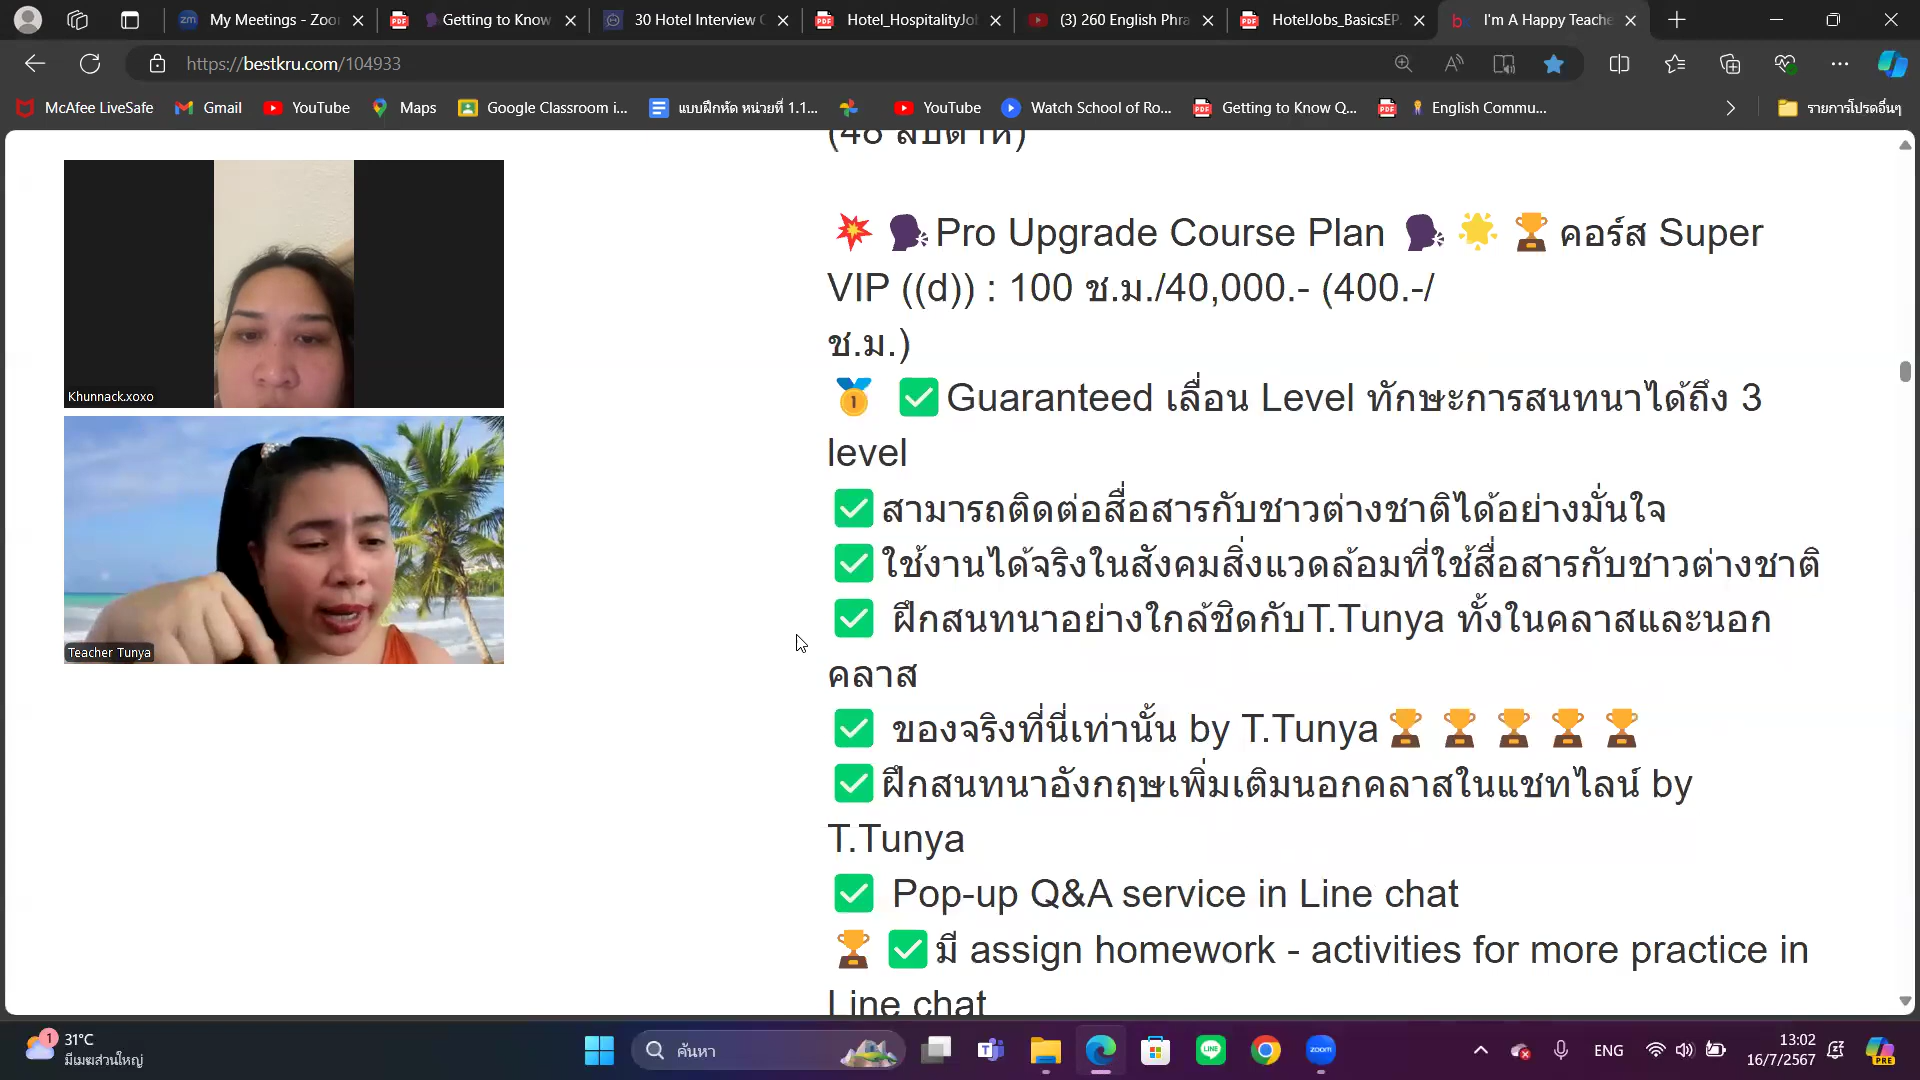 My Meetings - Zoo
Getting to Know
30 Hotel Interview
Hotel_HospitalityJo
(3) 260 English Phra
HotelJobs_BasicsEP
I'm A Happy Teache
https://bestkru.com/104933
McAfee LiveSafe
Gmail
YouTube
Maps
Google Classroom i...
แบบฝึกหัด หน่วยที่ 1.1...
YouTube
Watch School of Ro...
Getting to Know Q...
English Commu...
รายการโปรดอื่นๆ
(48 สัปดาห์)
Pro Upgrade Course Plan คอร์ส Super
VIP ((d)) : 100 ช.ม./40,000.- (400.-/
ช.ม.)
Guaranteed เลื่อน Level ทักษะการสนทนาได้ถึง 3
level
สามารถติดต่อสื่อสารกับชาวต่างชาติได้อย่างมั่นใจ
ใช้งานได้จริงในสังคมสิ่งแวดล้อมที่ใช้สื่อสารกับชาวต่างชาติ
ฝึกสนทนาอย่างใกล้ชิดกับT.Tunya ทั้งในคลาสและนอก
คลาส
ของจริงที่นี่เท่านั้น by T.Tunya
ฝึกสนทนาอังกฤษเพิ่มเติมนอกคลาสในแชทไลน์ by
T.Tunya
Pop-up Q&A service in Line chat
มี assign homework - activities for more practice in
Line chat
Khunnack.xoxo
Teacher Tunya
1
31°C
มีเมฆส่วนใหญ่
ค้นหา
zoom
ENG
13:02
16/7/2567
PRE